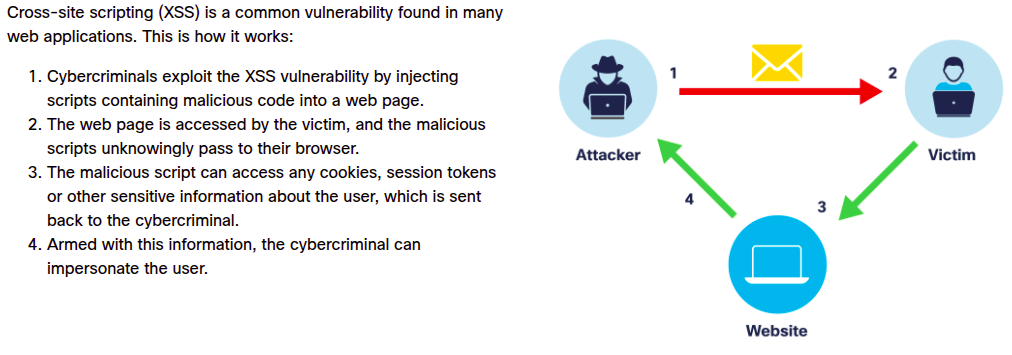 Cross-site scripting (XSS) is a common vulnerability found in many
web applications. This is how it works:
1. Cybercriminals exploit the XSS vulnerability by injecting
scripts containing malicious code into a web page.
2. The web page is accessed by the victim, and the malicious
scripts unknowingly pass to their browser.
3. The malicious script can access any cookies, session tokens
or other sensitive information about the user, which is sent
back to the cybercriminal.
4. Armed with this information, the cybercriminal can
impersonate the user.
1
2
Attacker
Victim
4
3
Website